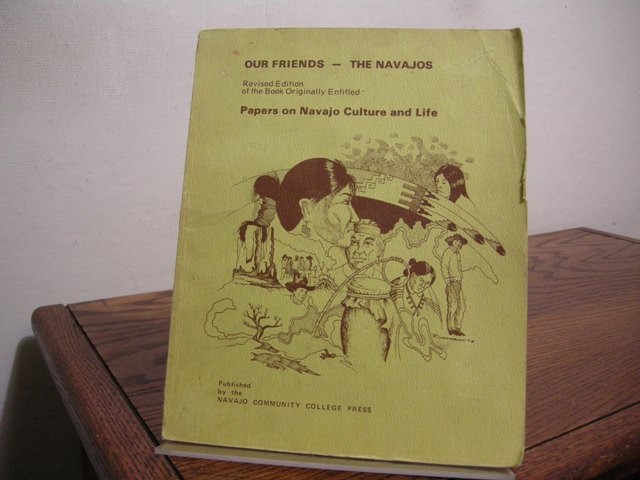 OUR FRIENDS — THE NAVAJOS
Revised Edition
of the Book Originally Entitled
Papers on Navajo Culture and Life
Published
by the
NAVAJO COMMUNITY COLLEGE PRESS